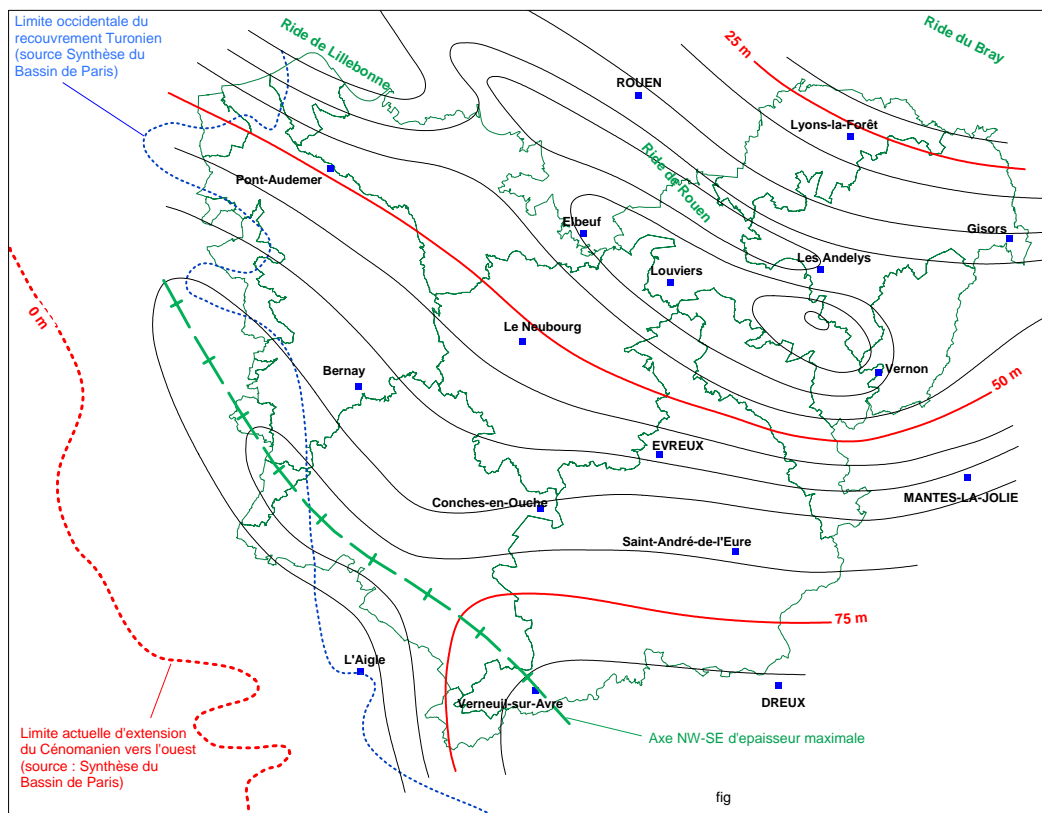 Limite occidentale du
recouvrement Turonien
(source Synthèse du
Bassin de Paris)
Ride de Lillebonne
Ride du Bray
25 m
ROUEN
Lyons-la-Forêt
Pont-Audemer
Ride de Rouen
Elbeuf
Gisors
Les Andelys
Louviers
0 m
Le Neubourg
Bernay
Vernon
50 m
EVREUX
MANTES-LA-JOLIE
Conches-en-Ouche
Saint-André-de-l'Eure
75 m
L'Aigle
Verneuil-sur-Avre
DREUX
Limite actuelle d'extension
du Cénomanien vers l'ouest
(source : Synthèse du
Bassin de Paris)
Axe NW-SE d'epaisseur maximale
fig